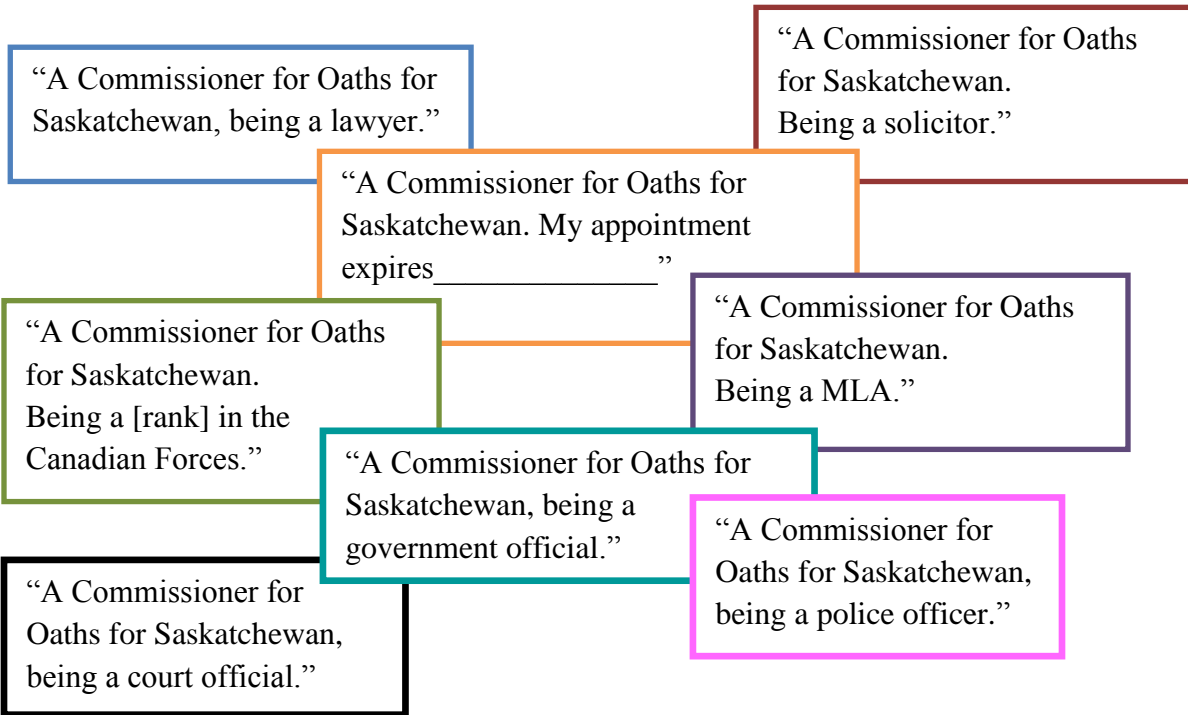 “A Commissioner for Oaths for
Saskatchewan, being a lawyer.”
“A Commissioner for Oaths
for Saskatchewan.
Being a solicitor.”
“A Commissioner for Oaths for
Saskatchewan. My appointment
expires______________”
“A Commissioner for Oaths
for Saskatchewan.
Being a [rank] in the
Canadian Forces.”
“A Commissioner for Oaths
for Saskatchewan.
Being a MLA.”
“A Commissioner for Oaths for
Saskatchewan, being a
government official.”
“A Commissioner for
Oaths for Saskatchewan,
being a police officer.”
“A Commissioner for
Oaths for Saskatchewan,
being a court official.”